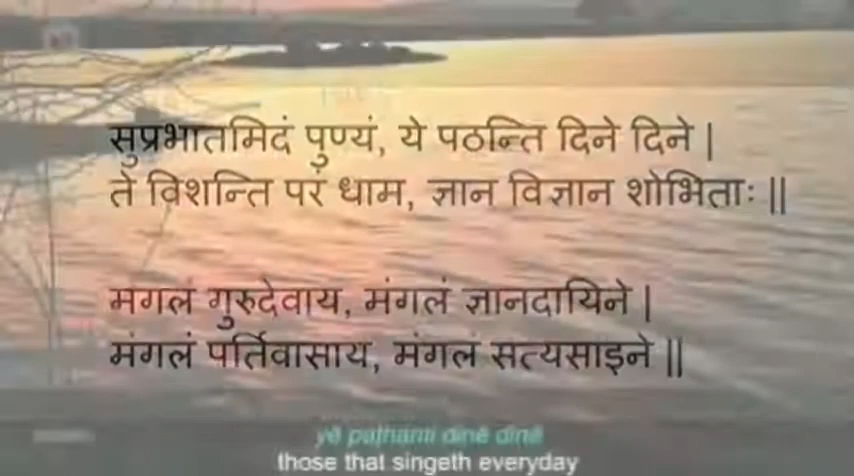 सुप्रभातमिदं पुण्यं, ये पठन्ति दिने दिने |
ते विशन्ति परं धाम, ज्ञान विज्ञान शोभिताः ||
मंगलं गुरुदेवाय, मंगलं ज्ञानदायिने |
मंगलं पर्तिवासाय, मंगलं सत्यसाइने ||
yē paṭhanti dinē dinē
those that singeth everyday